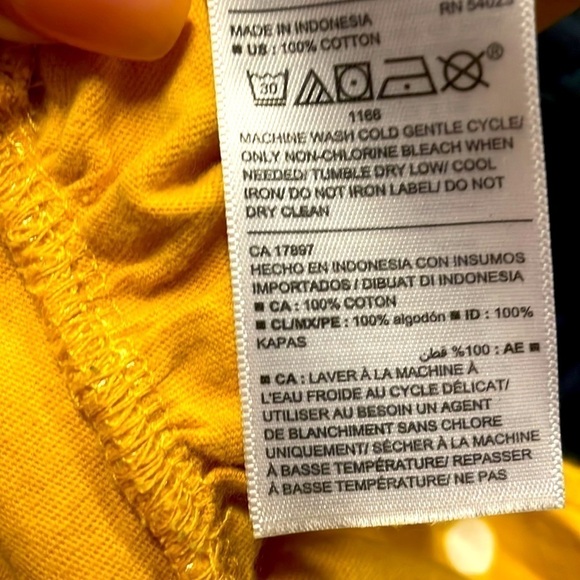 RN 54023
MADE IN INDONESIA
■ US : 100% COTTON
30
®
1166
MACHINE WASH COLD GENTLE CYCLE/
ONLY NON-CHLORINE BLEACH WHEN
NEEDED/ TUMBLE DRY LOW/ COOL
IRON/ DO NOT IRON LABEL/ DO NOT
DRY CLEAN
CA 17897
HECHO EN INDONESIA CON INSUMOS
IMPORTADOS / DIBUAT DI INDONESIA
■ CA : 100% COTON
■ CL/MX/PE : 100% algodón ■ ID : 100%
KAPAS
■ AE : 100% قطن
■ CA : LAVER À LA MACHINE À
L'EAU FROIDE AU CYCLE DÉLICAT/
UTILISER AU BESOIN UN AGENT
DE BLANCHIMENT SANS CHLORE
UNIQUEMENT/ SÉCHER À LA MACHINE
À BASSE TEMPÉRATURE/ REPASSER
À BASSE TEMPÉRATURE/ NE PAS